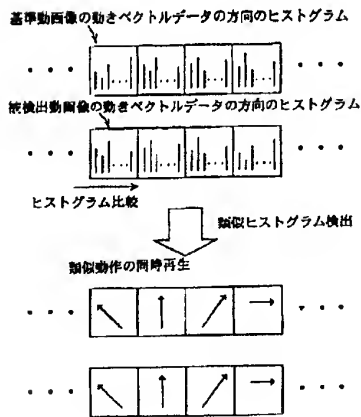 基準動画像の動きベクトルデータの方向のヒストグラム
被検出動画像の動きベクトルデータの方向のヒストグラム
ヒストグラム比較
類似ヒストグラム検出
類似動作の同時再生